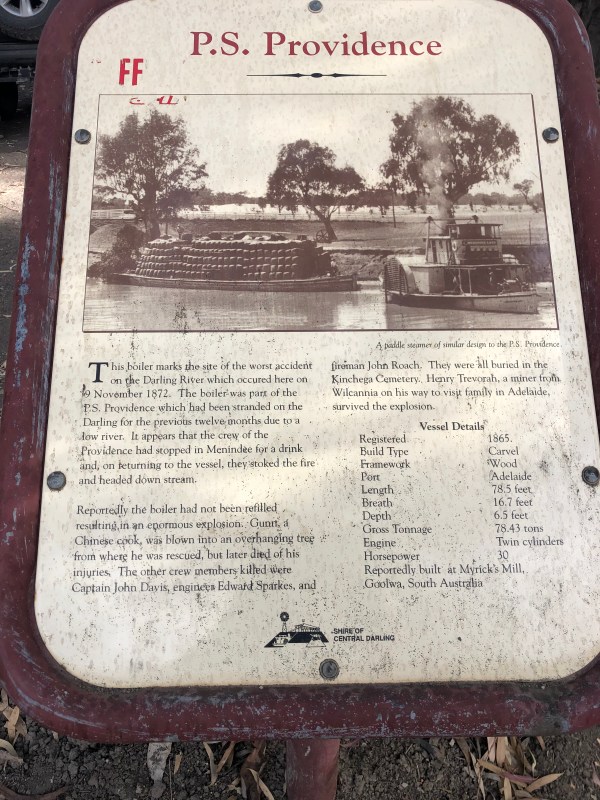 P.S. Providence
FF
A paddle steamer of similar design to the P.S. Providence
This boiler marks the site of the worst accident
on the Darling River which occured here on
9 November 1872. The boiler was part of the
P.S. Providence which had been stranded on the
Darling for the previous twelve months due to a
low river. It appears that the crew of the
Providence had stopped in Menindee for a drink
and, on returning to the vessel, they stoked the fire
and headed down stream.
Reportedly the boiler had not been refilled
resulting in an enormous explosion. Gunn, a
Chinese cook, was blown into an overhanging tree
from where he was rescued, but later died of his
injuries. The other crew members killed were
Captain John Davis, engineer Edward Sparkes, and
fireman John Roach. They were all buried in the
Kinchega Cemetery. Henry Trevorah, a miner from
Wilcannia on his way to visit family in Adelaide,
survived the explosion.
Vessel Details
Registered 1865
Build Type Carvel
Framework Wood
Port Adelaide
Length 78.5 feet
Breath 16.7 feet
Depth 6.5 feet
Gross Tonnage 78.43 tons
Engine Twin cylinders
Horsepower 30
Reportedly built at Myrick's Mill,
Goolwa, South Australia
SHIRE OF
CENTRAL DARLING